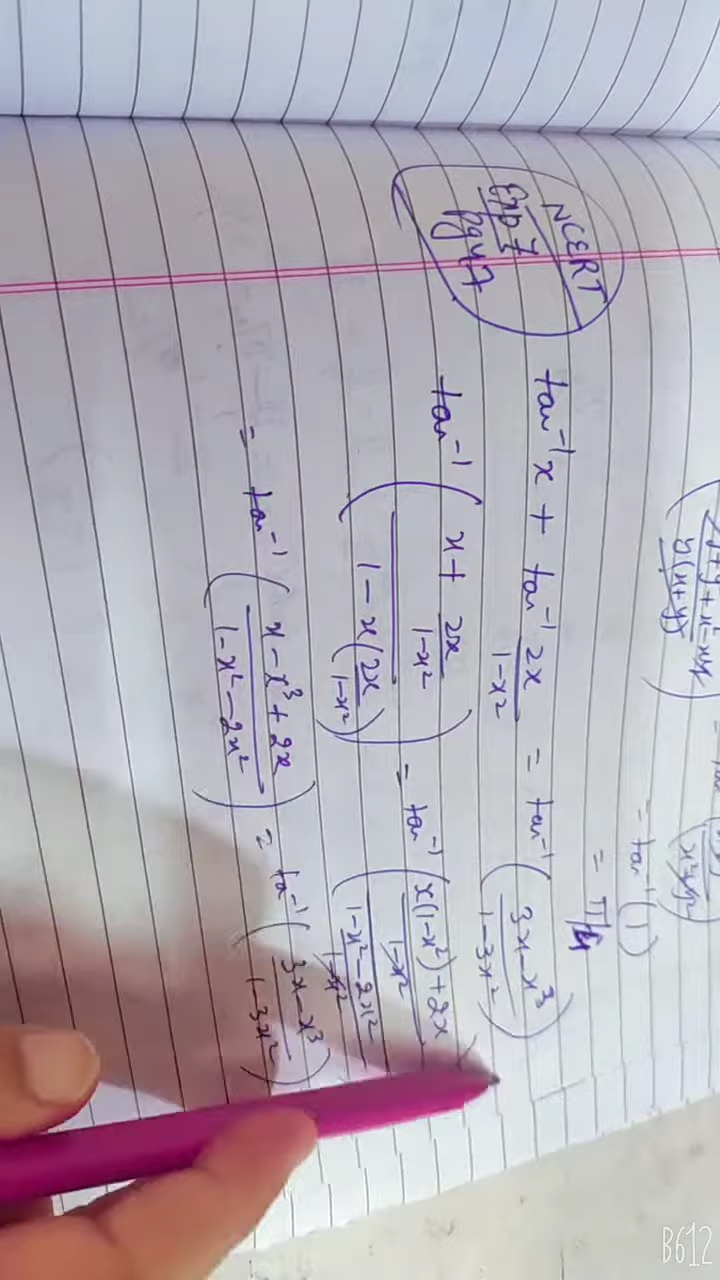 = tan⁻¹(1)
= π/4
NCERT
Exp 7
pg 47
tan⁻¹x + tan⁻¹ 2x/(1-x²) = tan⁻¹((3x-x³)/(1-3x²))
tan⁻¹((x + 2x/(1-x²))/(1 - x(2x/(1-x²)))) = tan⁻¹(((x(1-x²)+2x)/(1-x²))/((1-x²-2x²)/(1-x²)))
= tan⁻¹((x-x³+2x)/(1-x²-2x²)) = tan⁻¹((3x-x³)/(1-3x²))
B612